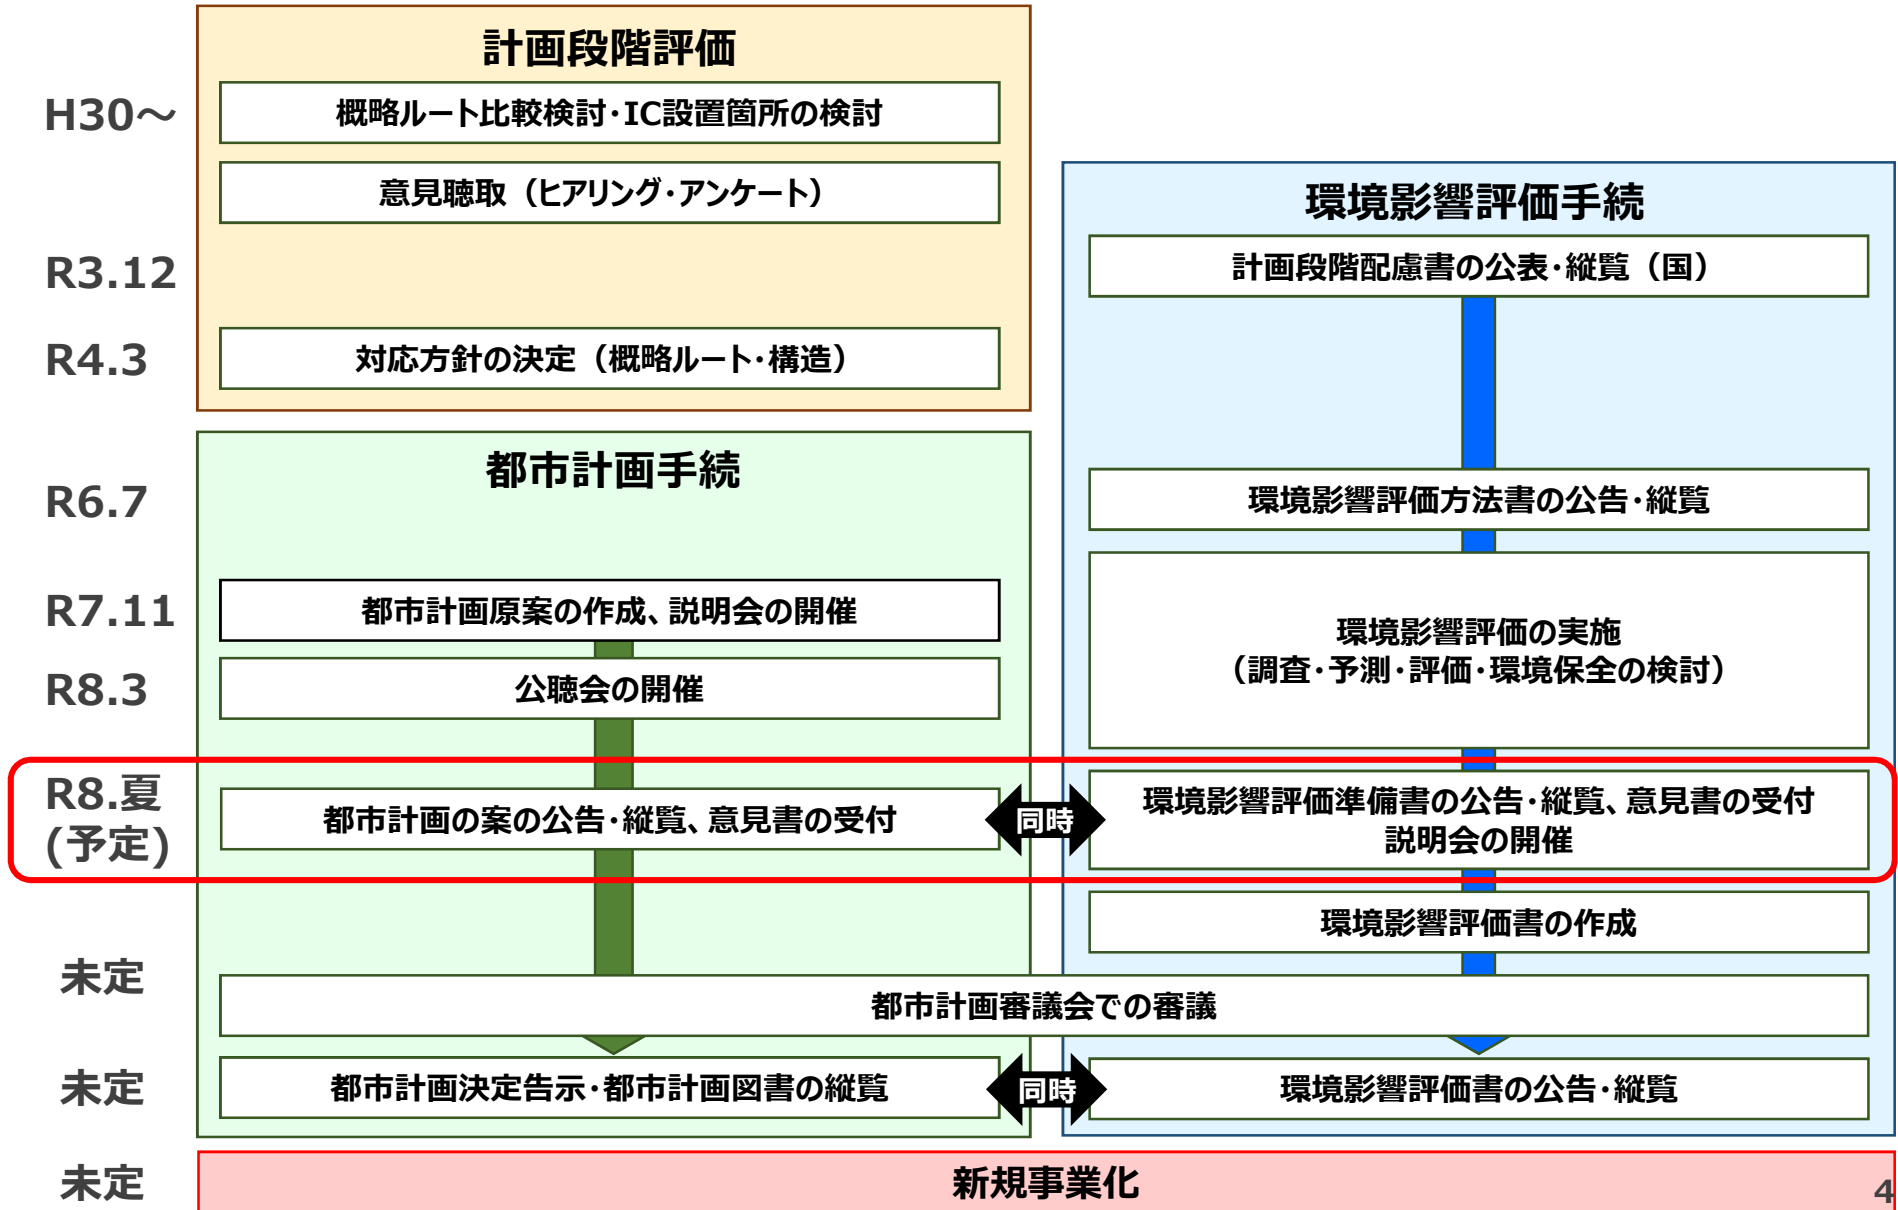 計画段階評価
H30～
概略ルート比較検討･IC設置箇所の検討
意見聴取（ヒアリング･アンケート）
環境影響評価手続
R3.12
計画段階配慮書の公表･縦覧（国）
R4.3
対応方針の決定（概略ルート･構造）
都市計画手続
R6.7
環境影響評価方法書の公告･縦覧
R7.11
都市計画原案の作成、説明会の開催
環境影響評価の実施
（調査･予測･評価･環境保全の検討）
R8.3
公聴会の開催
R8.夏
(予定)
都市計画の案の公告･縦覧、意見書の受付
同時
環境影響評価準備書の公告･縦覧、意見書の受付
説明会の開催
環境影響評価書の作成
未定
都市計画審議会での審議
未定
都市計画決定告示･都市計画図書の縦覧
同時
環境影響評価書の公告･縦覧
未定
新規事業化
4